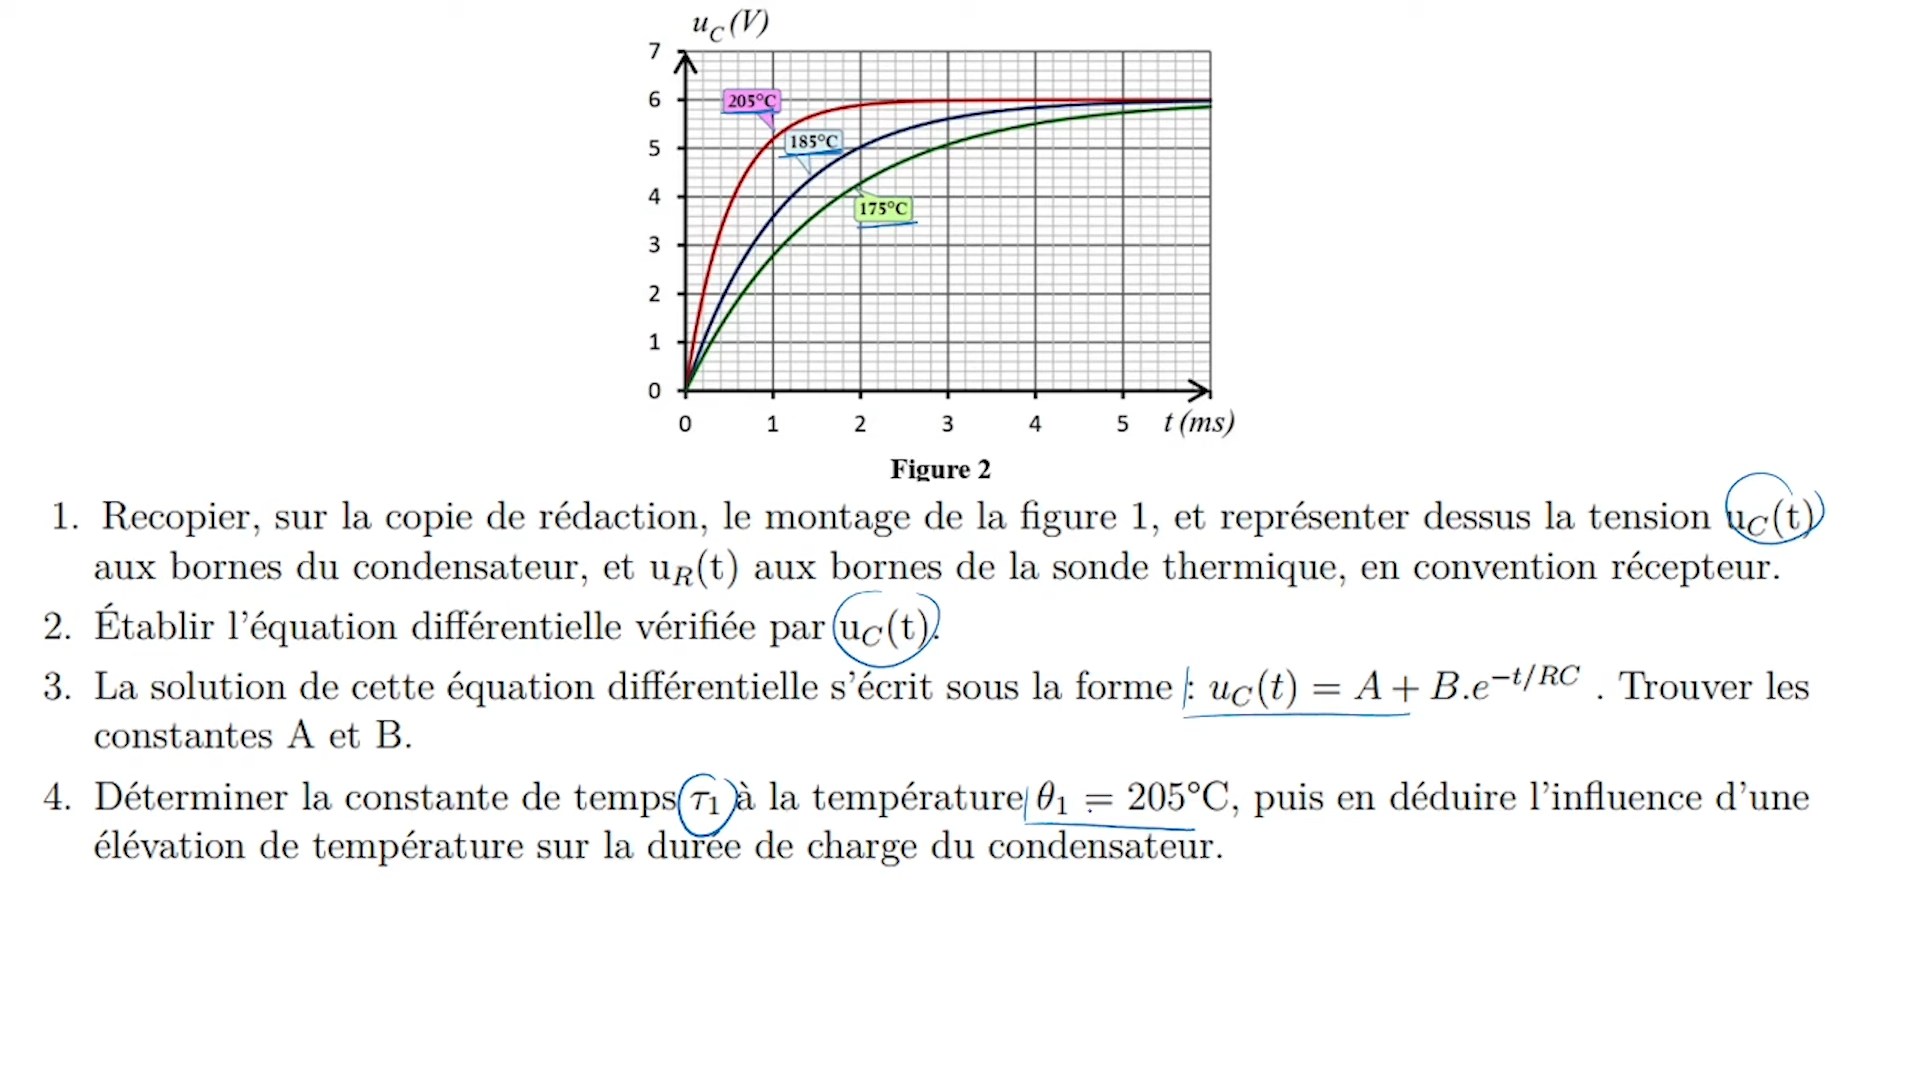 u_C (V)
7
6
5
4
3
2
1
0
205°C
185°C
175°C
0 1 2 3 4 5 t (ms)
Figure 2
1. Recopier, sur la copie de rédaction, le montage de la figure 1, et représenter dessus la tension u_C(t)
aux bornes du condensateur, et u_R(t) aux bornes de la sonde thermique, en convention récepteur.
2. Établir l'équation différentielle vérifiée par u_C(t).
3. La solution de cette équation différentielle s'écrit sous la forme : u_C(t) = A + B.e^{-t/RC} . Trouver les
constantes A et B.
4. Déterminer la constante de temps τ₁ à la température θ₁ = 205°C, puis en déduire l'influence d'une
élévation de température sur la durée de charge du condensateur.